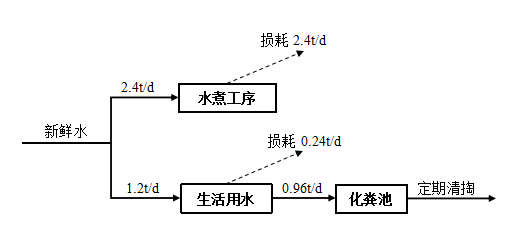 损耗 2.4t/d
2.4t/d
水煮工序
新鲜水
损耗 0.24t/d
1.2t/d
生活用水
0.96t/d
化粪池
定期清掏